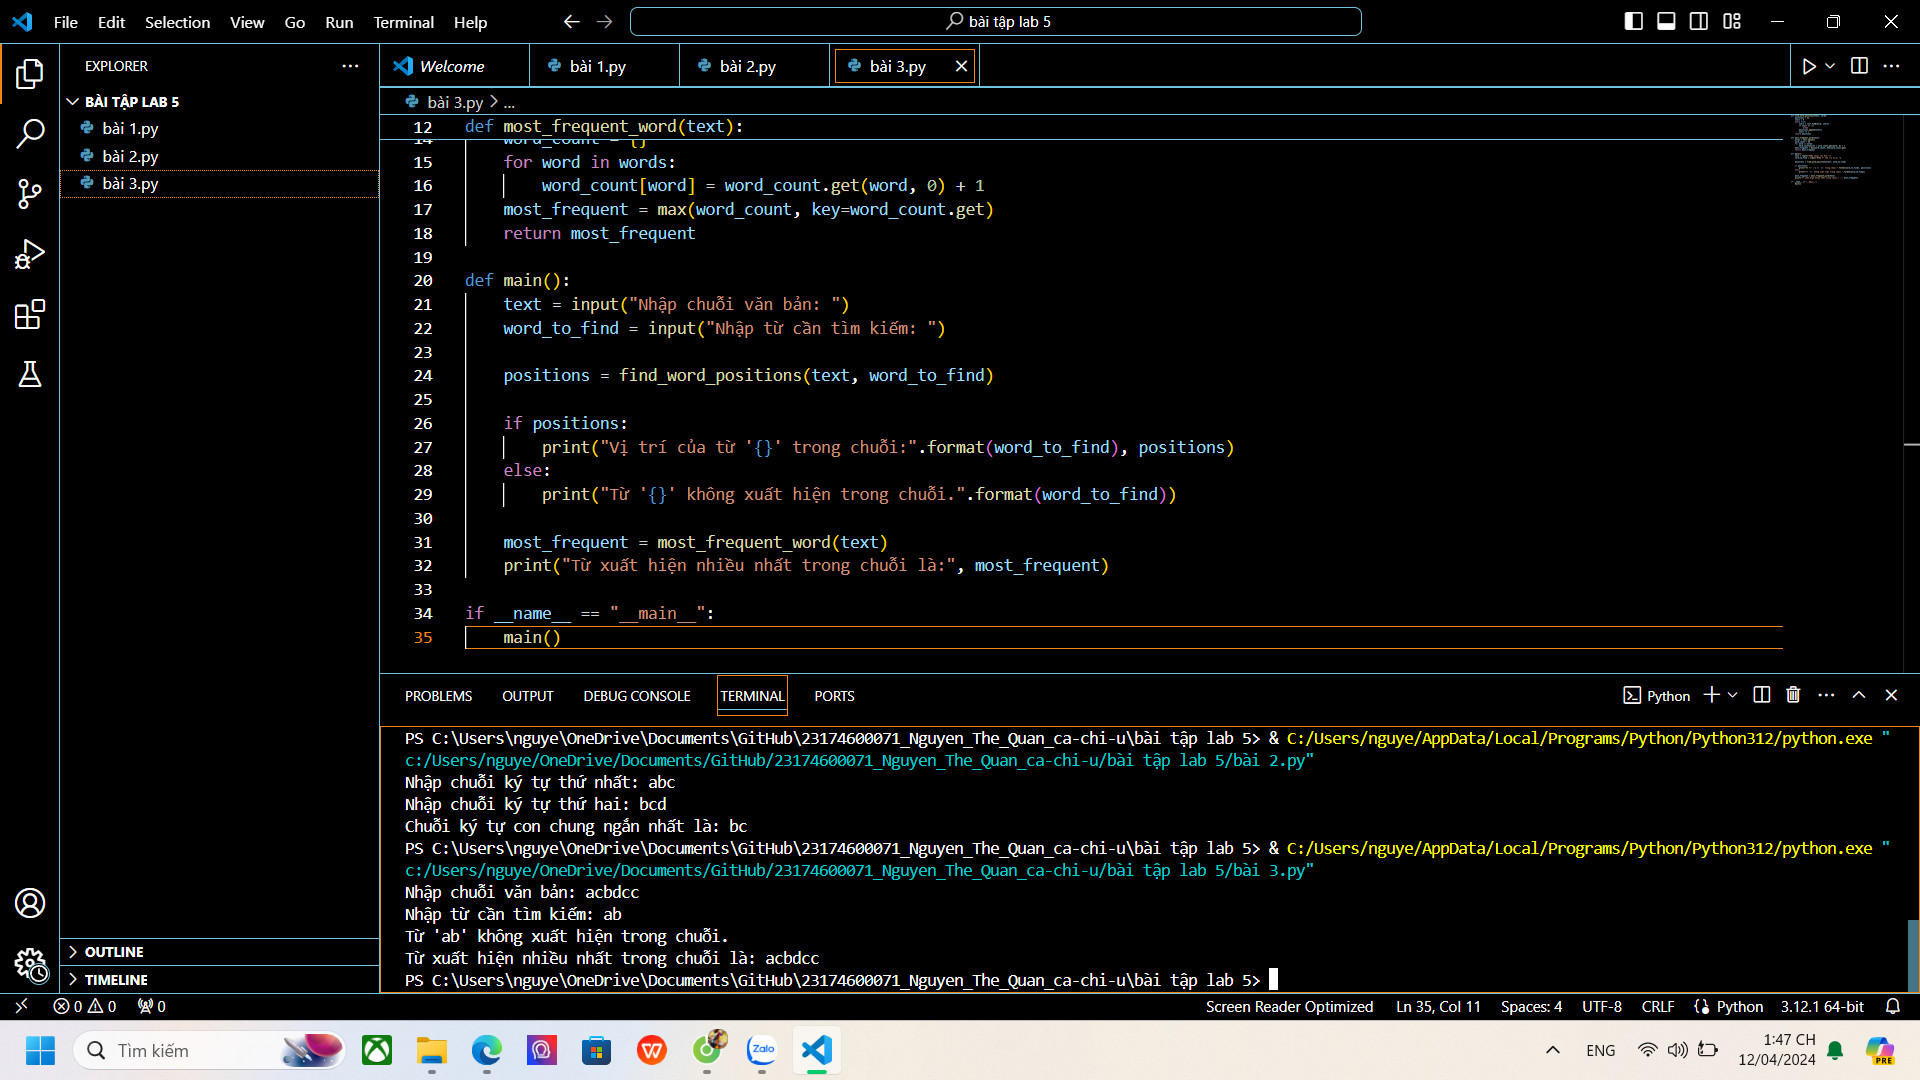 File Edit Selection View Go Run Terminal Help
bài tập lab 5
EXPLORER
BÀI TẬP LAB 5
bài 1.py
bài 2.py
bài 3.py
OUTLINE
TIMELINE
Welcome
bài 1.py
bài 2.py
bài 3.py
bài 3.py > ...
12 def most_frequent_word(text):
14 word_count = {}
15 for word in words:
16 word_count[word] = word_count.get(word, 0) + 1
17 most_frequent = max(word_count, key=word_count.get)
18 return most_frequent
19
20 def main():
21 text = input("Nhập chuỗi văn bản: ")
22 word_to_find = input("Nhập từ cần tìm kiếm: ")
23
24 positions = find_word_positions(text, word_to_find)
25
26 if positions:
27 print("Vị trí của từ '{}' trong chuỗi:".format(word_to_find), positions)
28 else:
29 print("Từ '{}' không xuất hiện trong chuỗi.".format(word_to_find))
30
31 most_frequent = most_frequent_word(text)
32 print("Từ xuất hiện nhiều nhất trong chuỗi là:", most_frequent)
33
34 if __name__ == "__main__":
35 main()
PROBLEMS OUTPUT DEBUG CONSOLE TERMINAL PORTS
Python
PS C:\Users\nguye\OneDrive\Documents\GitHub\23174600071_Nguyen_The_Quan_ca-chi-u\bài tập lab 5> & C:/Users/nguye/AppData/Local/Programs/Python/Python312/python.exe "
c:/Users/nguye/OneDrive/Documents/GitHub/23174600071_Nguyen_The_Quan_ca-chi-u/bài tập lab 5/bài 2.py"
Nhập chuỗi ký tự thứ nhất: abc
Nhập chuỗi ký tự thứ hai: bcd
Chuỗi ký tự con chung ngắn nhất là: bc
PS C:\Users\nguye\OneDrive\Documents\GitHub\23174600071_Nguyen_The_Quan_ca-chi-u\bài tập lab 5> & C:/Users/nguye/AppData/Local/Programs/Python/Python312/python.exe "
c:/Users/nguye/OneDrive/Documents/GitHub/23174600071_Nguyen_The_Quan_ca-chi-u/bài tập lab 5/bài 3.py"
Nhập chuỗi văn bản: acbdcc
Nhập từ cần tìm kiếm: ab
Từ 'ab' không xuất hiện trong chuỗi.
Từ xuất hiện nhiều nhất trong chuỗi là: acbdcc
PS C:\Users\nguye\OneDrive\Documents\GitHub\23174600071_Nguyen_The_Quan_ca-chi-u\bài tập lab 5>
0 0 0 Screen Reader Optimized Ln 35, Col 11 Spaces: 4 UTF-8 CRLF {} Python 3.12.1 64-bit
Tìm kiếm
Zalo
ENG
1:47 CH
12/04/2024
PRE